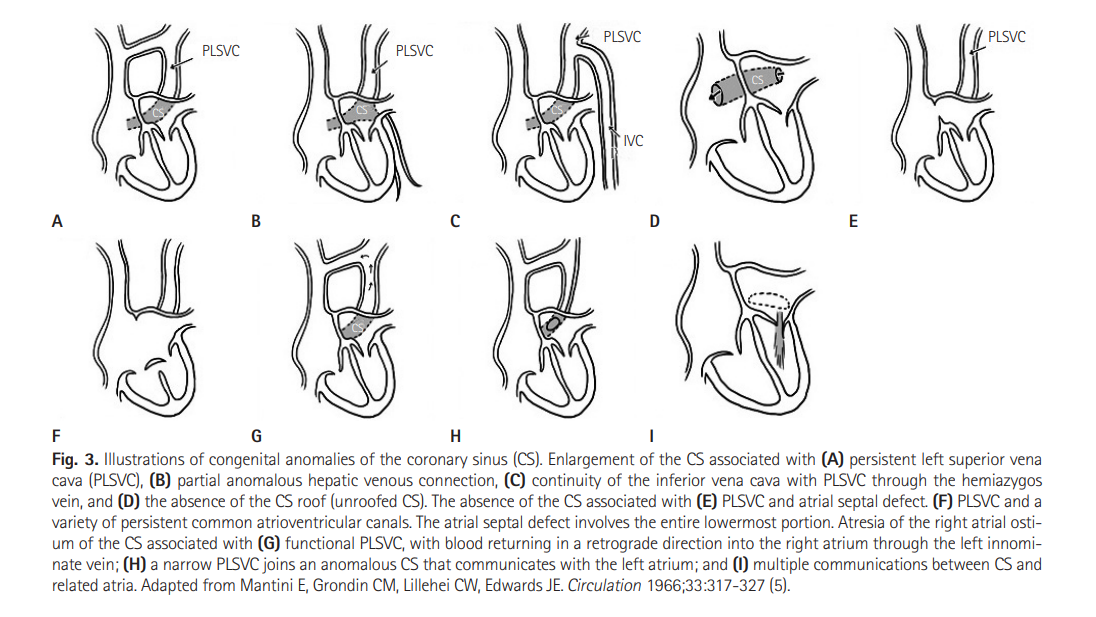 PLSVC
PLSVC
PLSVC
PLSVC
CS
CS
CS
CS
IVC
A
B
C
D
E
CS
F
G
H
I
Fig. 3. Illustrations of congenital anomalies of the coronary sinus (CS). Enlargement of the CS associated with (A) persistent left superior vena
cava (PLSVC), (B) partial anomalous hepatic venous connection, (C) continuity of the inferior vena cava with PLSVC through the hemiazygos
vein, and (D) the absence of the CS roof (unroofed CS). The absence of the CS associated with (E) PLSVC and atrial septal defect. (F) PLSVC and a
variety of persistent common atrioventricular canals. The atrial septal defect involves the entire lowermost portion. Atresia of the right atrial osti-
um of the CS associated with (G) functional PLSVC, with blood returning in a retrograde direction into the right atrium through the left innomi-
nate vein; (H) a narrow PLSVC joins an anomalous CS that communicates with the left atrium; and (I) multiple communications between CS and
related atria. Adapted from Mantini E, Grondin CM, Lillehei CW, Edwards JE. Circulation 1966;33:317-327 (5).